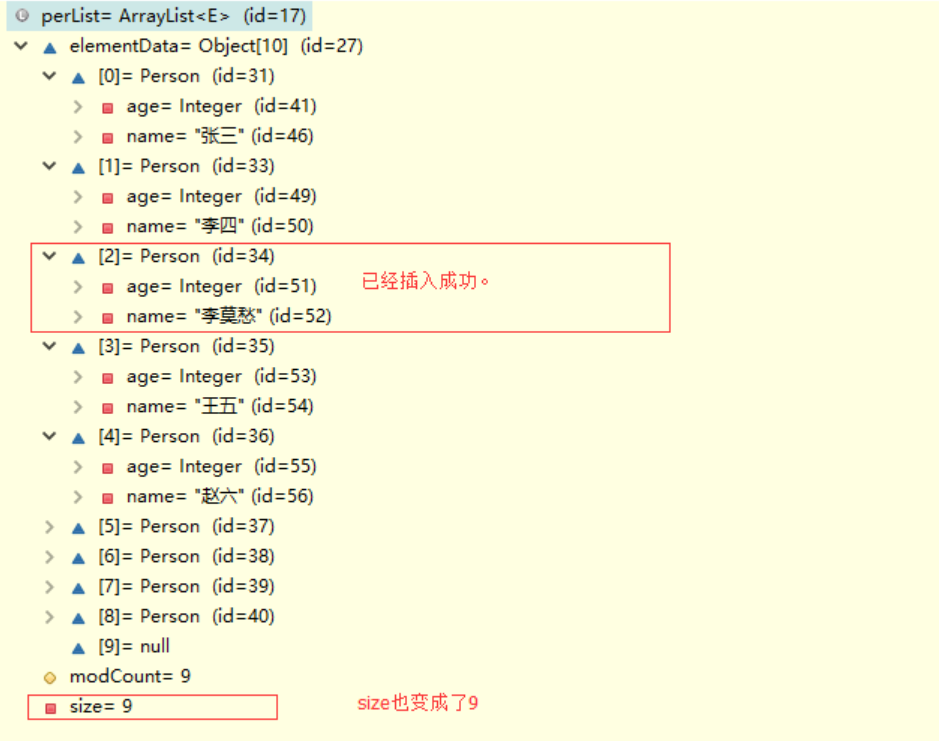 perList= ArrayList<E> (id=17)
elementData= Object[10] (id=27)
[0]= Person (id=31)
age= Integer (id=41)
name= "张三" (id=46)
[1]= Person (id=33)
age= Integer (id=49)
name= "李四" (id=50)
[2]= Person (id=34)
age= Integer (id=51)
已经插入成功。
name= "李莫愁" (id=52)
[3]= Person (id=35)
age= Integer (id=53)
name= "王五" (id=54)
[4]= Person (id=36)
age= Integer (id=55)
name= "赵六" (id=56)
[5]= Person (id=37)
[6]= Person (id=38)
[7]= Person (id=39)
[8]= Person (id=40)
[9]= null
modCount= 9
size= 9
size也变成了9